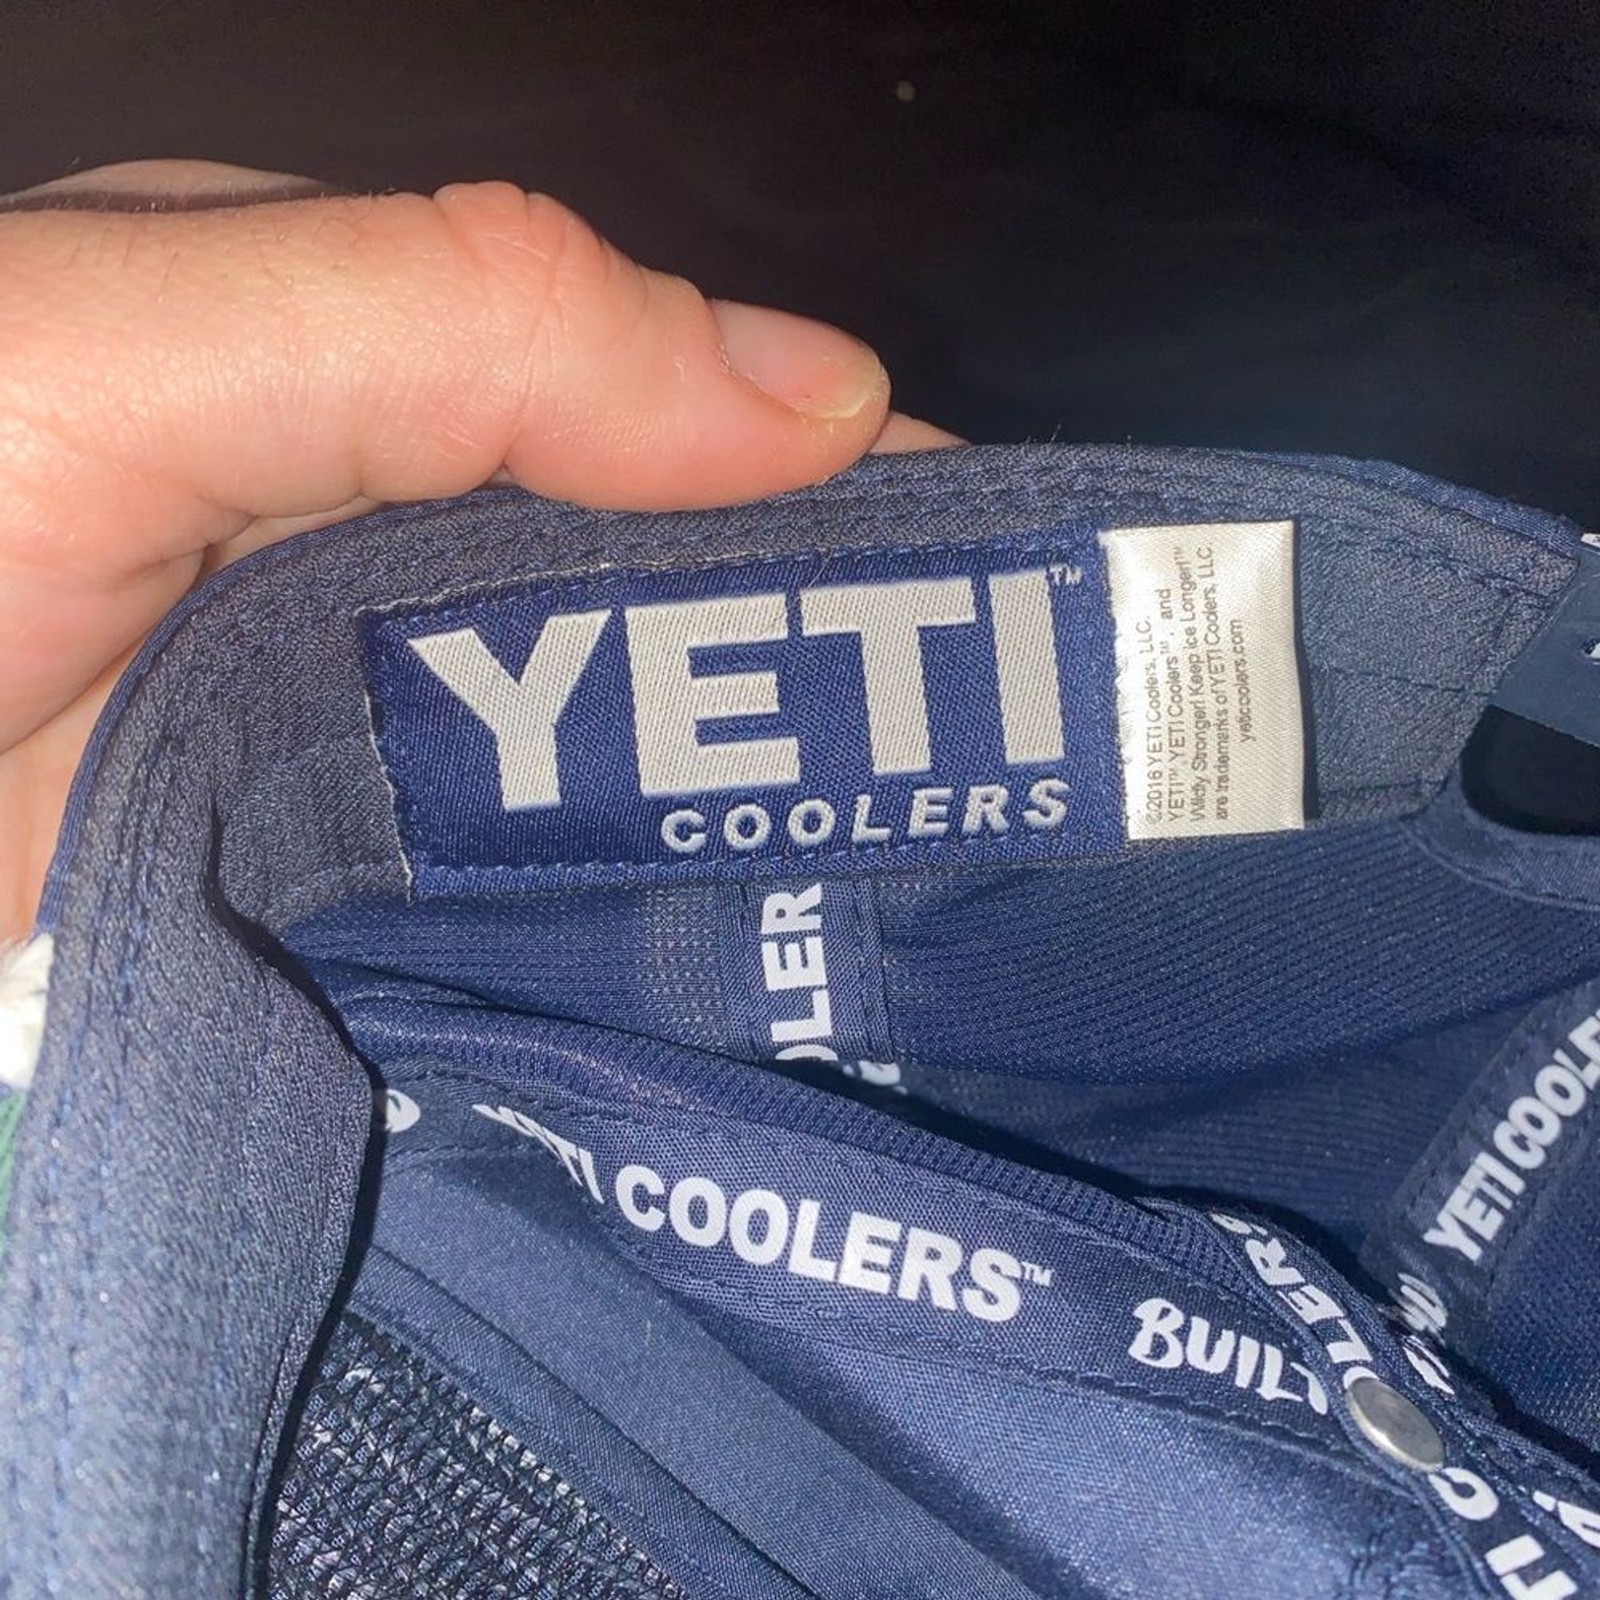 YETI™
COOLERS
©2016 YETI Coolers, LLC.
YETI™ YETI Coolers™, and
Wildly Stronger! Keep Ice Longer!™
are trademarks of YETI Coolers, LLC.
yeticoolers.com
OLER
YETI COOLERS™
BUILT
OLERS
YETI COOLE